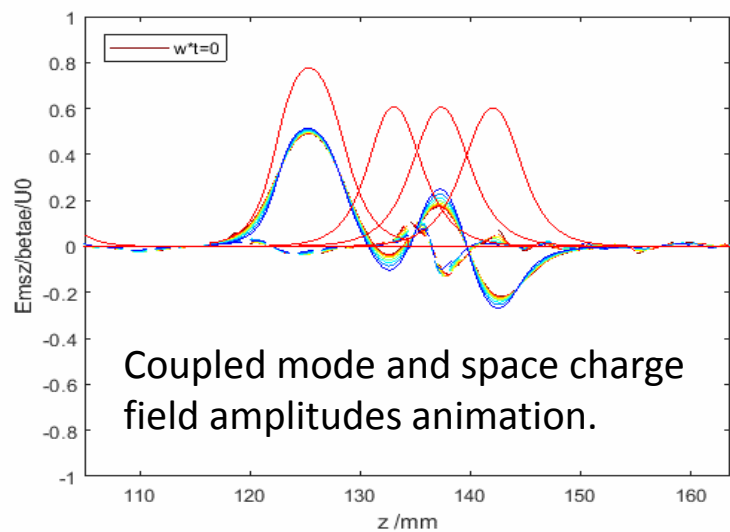 1
0.8
0.6
0.4
0.2
0
-0.2
-0.4
-0.6
-0.8
-1
Emsz/betae/U0
w*t=0
Coupled mode and space charge
field amplitudes animation.
110 120 130 140 150 160
z /mm